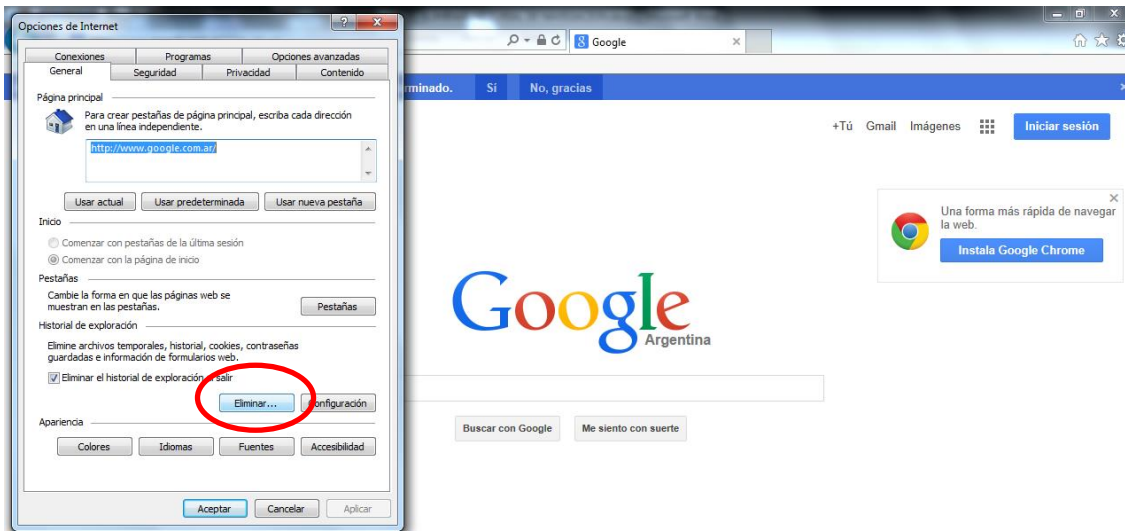 Opciones de Internet
Conexiones Programas Opciones avanzadas
General Seguridad Privacidad Contenido
Página principal
Para crear pestañas de página principal, escriba cada dirección
en una línea independiente.
http://www.google.com.ar/
Usar actual Usar predeterminada Usar nueva pestaña
Inicio
Comenzar con pestañas de la última sesión
Comenzar con la página de inicio
Pestañas
Cambie la forma en que las páginas web se
muestran en las pestañas.
Pestañas
Historial de exploración
Elimine archivos temporales, historial, cookies, contraseñas
guardadas e información de formularios web.
Eliminar el historial de exploración al salir
Eliminar... Configuración
Apariencia
Colores Idiomas Fuentes Accesibilidad
Aceptar Cancelar Aplicar
Google
Sí No, gracias
+Tú Gmail Imágenes Iniciar sesión
Una forma más rápida de navegar
la web.
Instala Google Chrome
Google
Argentina
Buscar con Google Me siento con suerte